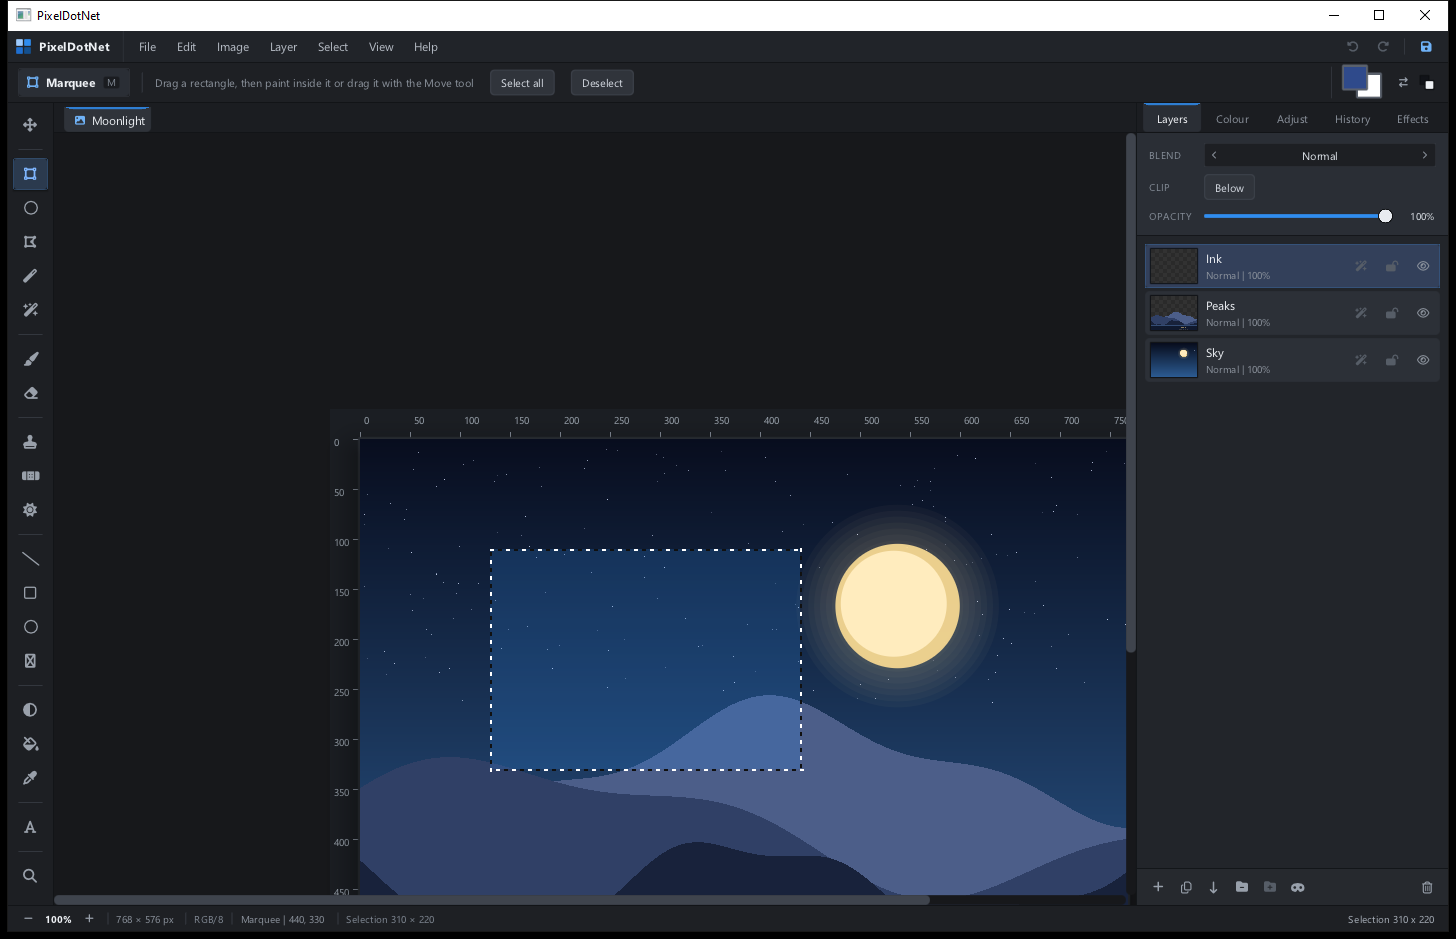 PixelDotNet
PixelDotNet File Edit Image Layer Select View Help
Marquee M Drag a rectangle, then paint inside it or drag it with the Move tool Select all Deselect
Moonlight
Layers Colour Adjust History Effects
BLEND Normal
CLIP Below
OPACITY 100%
Ink
Normal | 100%
Peaks
Normal | 100%
Sky
Normal | 100%
0 50 100 150 200 250 300 350 400 450 500 550 600 650 700 750
0
50
100
150
200
250
300
350
400
450
A
100% 768 × 576 px RGB/8 Marquee | 440, 330 Selection 310 × 220 Selection 310 x 220